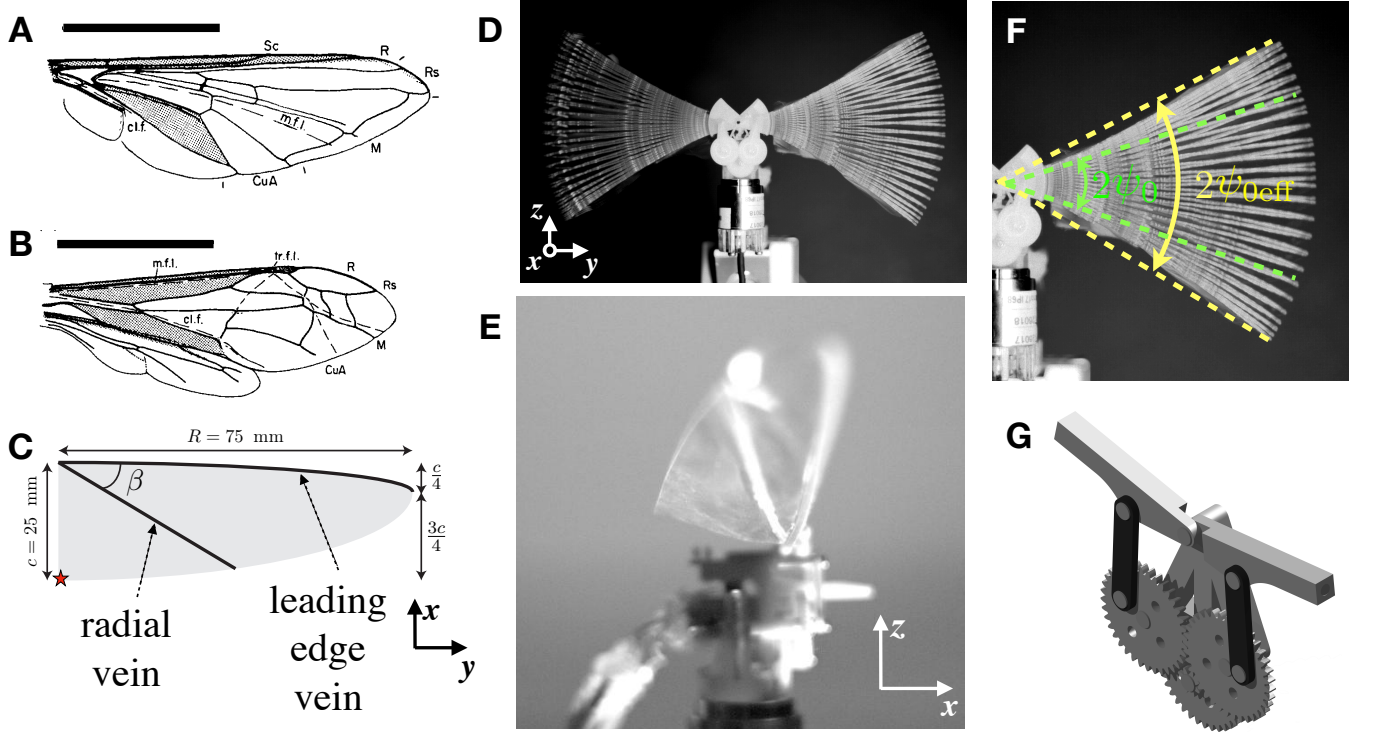 A
Sc
R
Rs
m.f.l.
cl.f.
M
CuA
B
m.f.l.
tr.f.l.
R
Rs
cl.f.
M
CuA
C
R = 75 mm
c = 25 mm
β
c/4
3c/4
radial
vein
leading
edge
vein
x
y
D
z
x
y
E
z
x
F
2ψ0
2ψ0eff
G